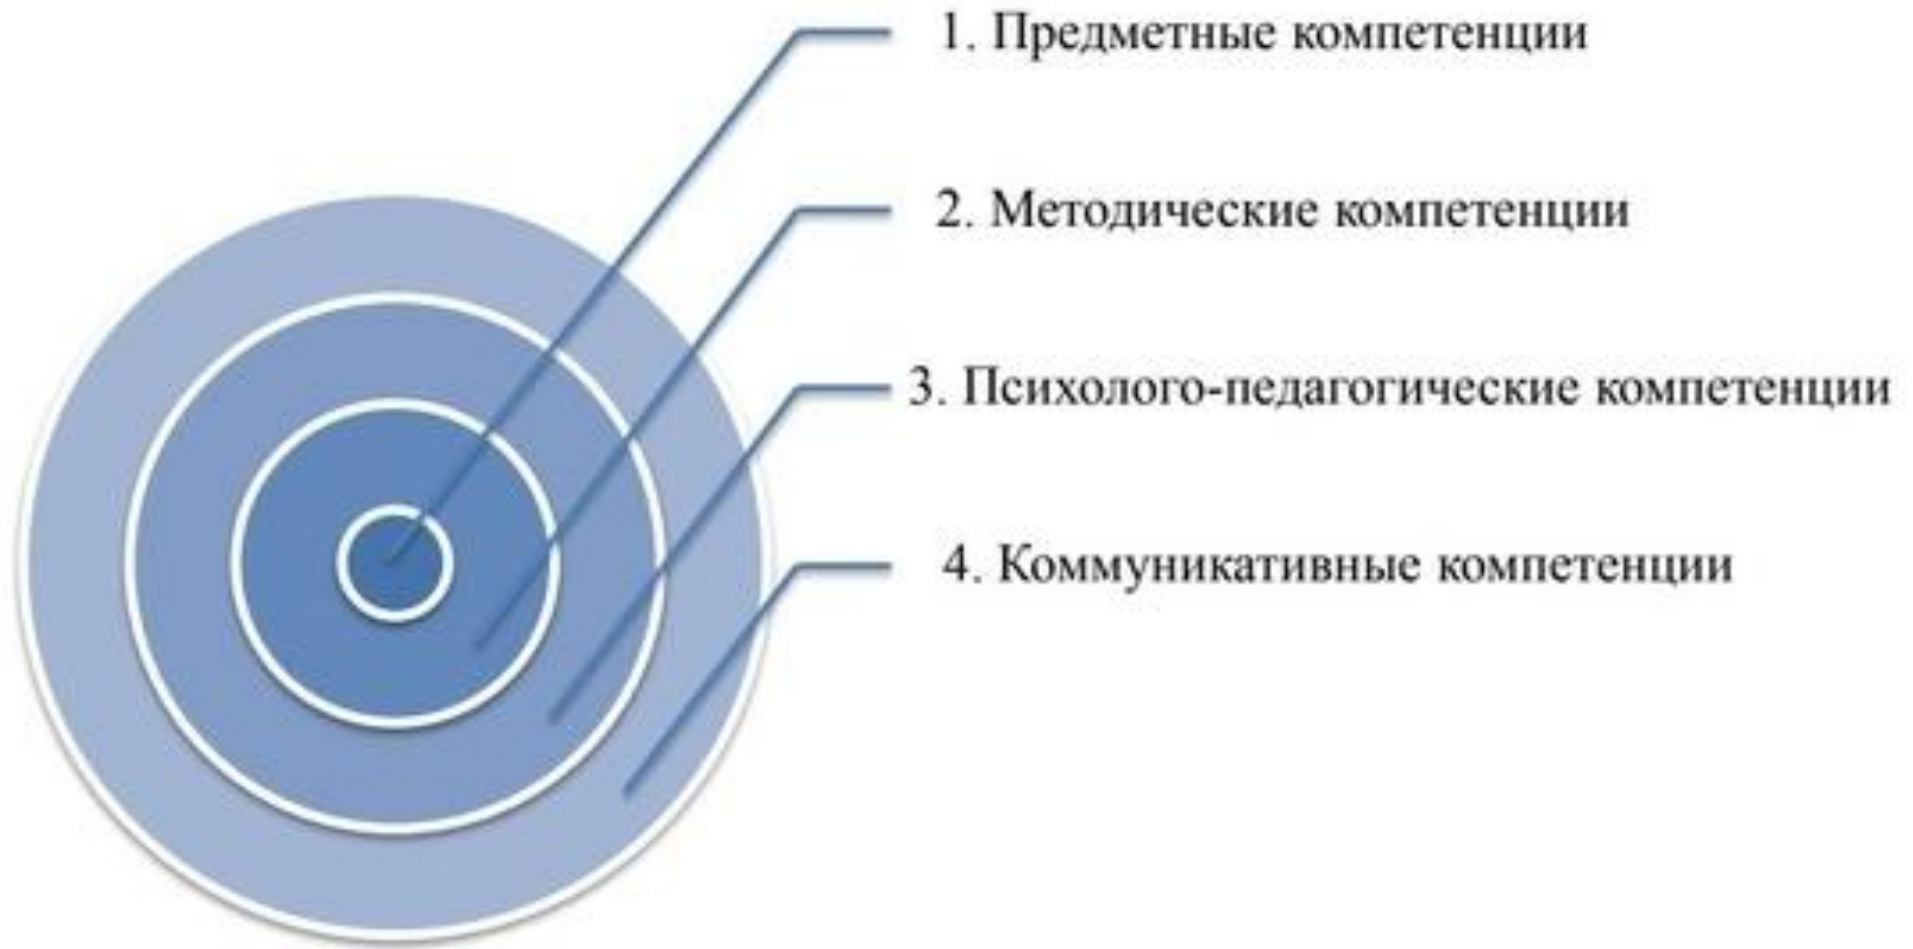 1. Предметные компетенции
2. Методические компетенции
3. Психолого-педагогические компетенции
4. Коммуникативные компетенции